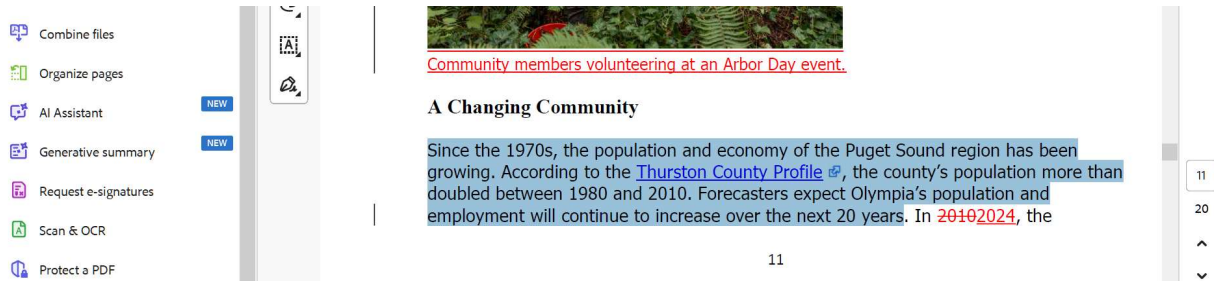 Combine files
Organize pages
AI Assistant NEW
Generative summary NEW
Request e-signatures
Scan & OCR
Protect a PDF
A
Community members volunteering at an Arbor Day event.
A Changing Community
Since the 1970s, the population and economy of the Puget Sound region has been
growing. According to the Thurston County Profile, the county's population more than
doubled between 1980 and 2010. Forecasters expect Olympia's population and
employment will continue to increase over the next 20 years. In 20102024, the
11
11
20